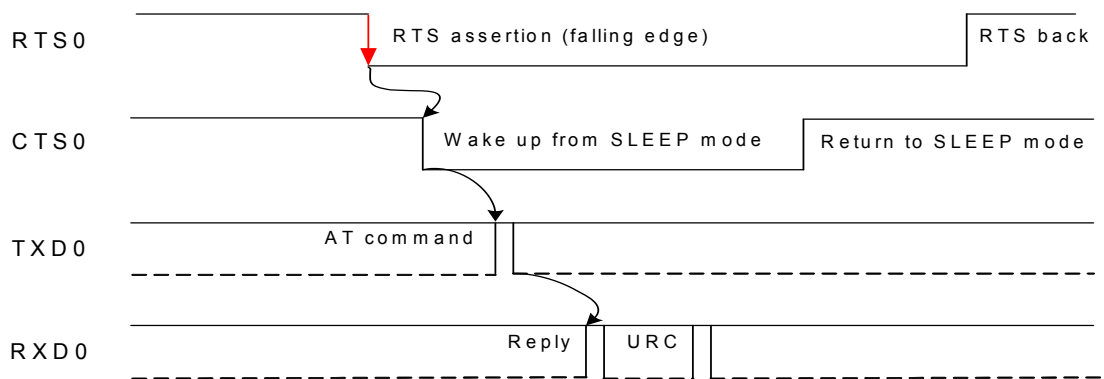 RTS0
RTS assertion (falling edge)
RTS back
CTS0
Wake up from SLEEP mode
Return to SLEEP mode
TXD0
AT command
RXD0
Reply
URC